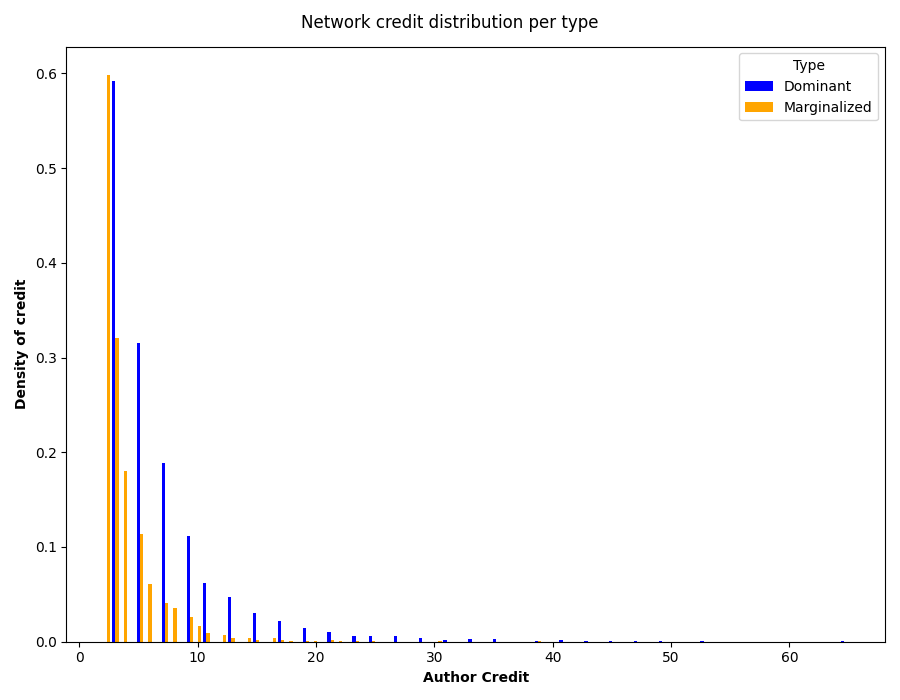 Network credit distribution per type
Type
Dominant
Marginalized
0.6
0.5
0.4
0.3
0.2
0.1
0.0
Density of credit
0 10 20 30 40 50 60
Author Credit